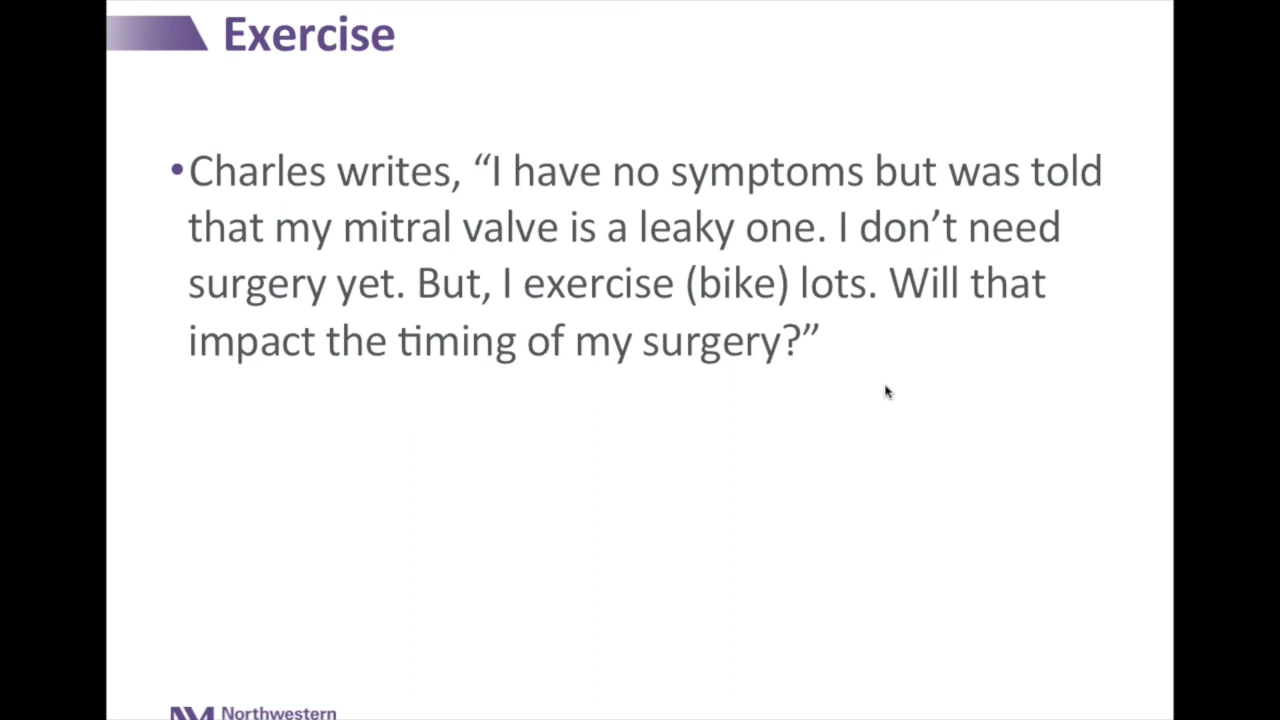 Exercise
•Charles writes, “I have no symptoms but was told
that my mitral valve is a leaky one. I don’t need
surgery yet. But, I exercise (bike) lots. Will that
impact the timing of my surgery?”
Northwestern